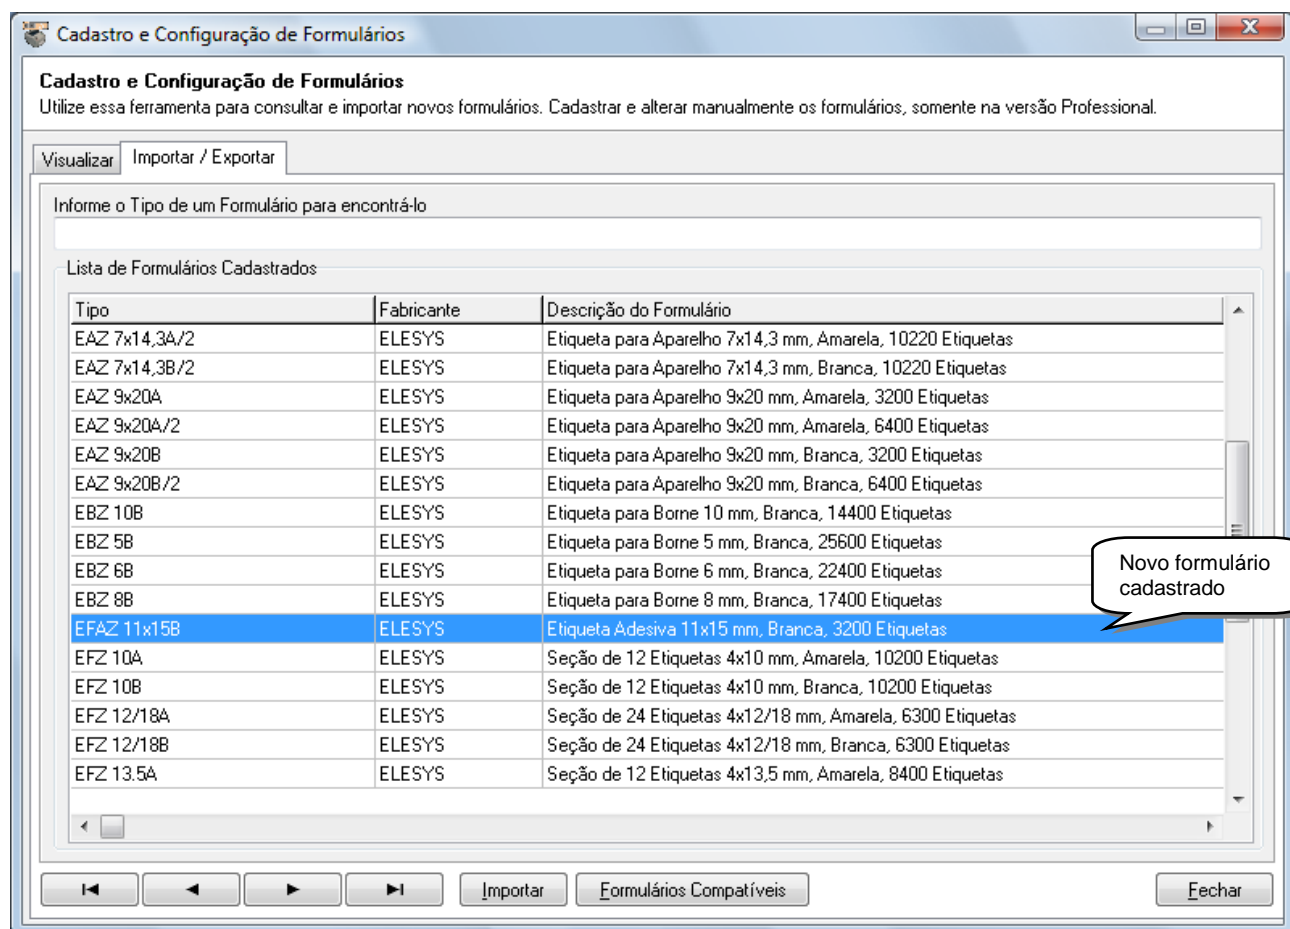 Cadastro e Configuração de Formulários
Cadastro e Configuração de Formulários
Utilize essa ferramenta para consultar e importar novos formulários. Cadastrar e alterar manualmente os formulários, somente na versão Professional.
Visualizar Importar / Exportar
Informe o Tipo de um Formulário para encontrá-lo
Lista de Formulários Cadastrados
Tipo Fabricante Descrição do Formulário
EAZ 7x14,3A/2 ELESYS Etiqueta para Aparelho 7x14,3 mm, Amarela, 10220 Etiquetas
EAZ 7x14,3B/2 ELESYS Etiqueta para Aparelho 7x14,3 mm, Branca, 10220 Etiquetas
EAZ 9x20A ELESYS Etiqueta para Aparelho 9x20 mm, Amarela, 3200 Etiquetas
EAZ 9x20A/2 ELESYS Etiqueta para Aparelho 9x20 mm, Amarela, 6400 Etiquetas
EAZ 9x20B ELESYS Etiqueta para Aparelho 9x20 mm, Branca, 3200 Etiquetas
EAZ 9x20B/2 ELESYS Etiqueta para Aparelho 9x20 mm, Branca, 6400 Etiquetas
EBZ 10B ELESYS Etiqueta para Borne 10 mm, Branca, 14400 Etiquetas
EBZ 5B ELESYS Etiqueta para Borne 5 mm, Branca, 25600 Etiquetas
EBZ 6B ELESYS Etiqueta para Borne 6 mm, Branca, 22400 Etiquetas
EBZ 8B ELESYS Etiqueta para Borne 8 mm, Branca, 17400 Etiquetas
EFAZ 11x15B ELESYS Etiqueta Adesiva 11x15 mm, Branca, 3200 Etiquetas
EFZ 10A ELESYS Seção de 12 Etiquetas 4x10 mm, Amarela, 10200 Etiquetas
EFZ 10B ELESYS Seção de 12 Etiquetas 4x10 mm, Branca, 10200 Etiquetas
EFZ 12/18A ELESYS Seção de 24 Etiquetas 4x12/18 mm, Amarela, 6300 Etiquetas
EFZ 12/18B ELESYS Seção de 24 Etiquetas 4x12/18 mm, Branca, 6300 Etiquetas
EFZ 13.5A ELESYS Seção de 12 Etiquetas 4x13,5 mm, Amarela, 8400 Etiquetas
Novo formulário
cadastrado
Importar Formulários Compatíveis Fechar